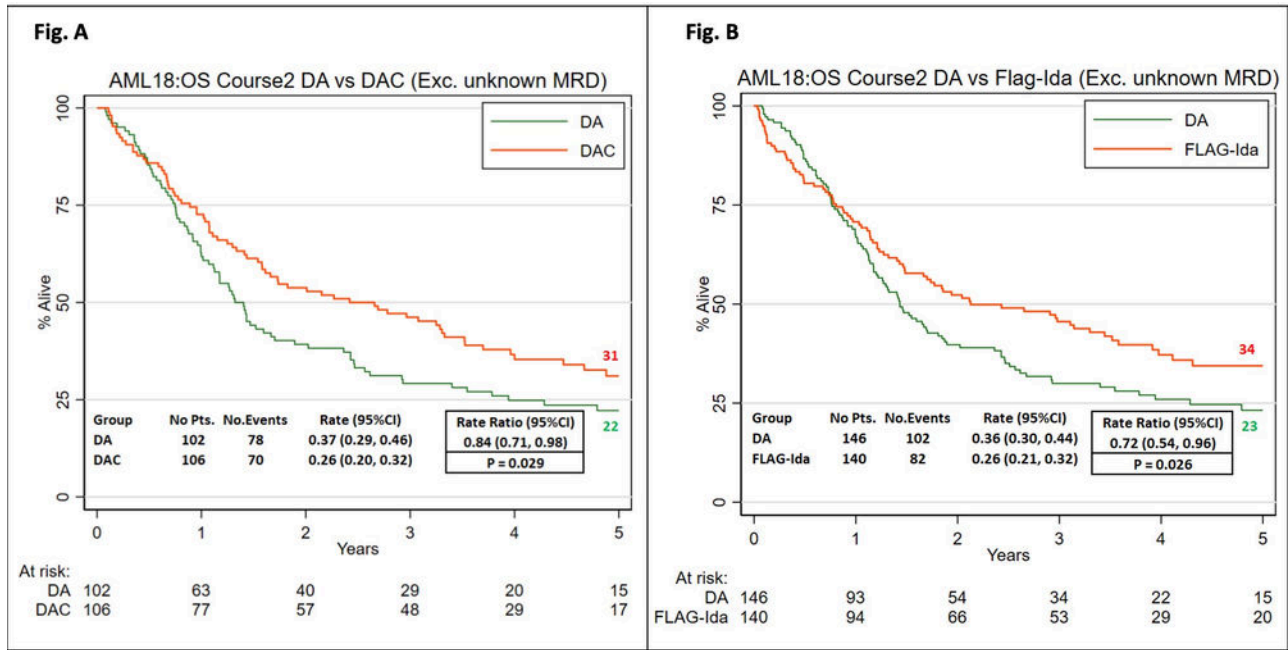 Fig. A
AML18:OS Course2 DA vs DAC (Exc. unknown MRD)
DA
DAC
% Alive
100
75
50
25
0
31
22
Group No Pts. No.Events Rate (95%CI)
DA 102 78 0.37 (0.29, 0.46)
DAC 106 70 0.26 (0.20, 0.32)
Rate Ratio (95%CI)
0.84 (0.71, 0.98)
P = 0.029
0 1 2 3 4 5
Years
At risk:
DA 102 63 40 29 20 15
DAC 106 77 57 48 29 17
Fig. B
AML18:OS Course2 DA vs Flag-Ida (Exc. unknown MRD)
DA
FLAG-Ida
% Alive
100
75
50
25
0
34
23
Group No Pts. No.Events Rate (95%CI)
DA 146 102 0.36 (0.30, 0.44)
FLAG-Ida 140 82 0.26 (0.21, 0.32)
Rate Ratio (95%CI)
0.72 (0.54, 0.96)
P = 0.026
0 1 2 3 4 5
Years
At risk:
DA 146 93 54 34 22 15
FLAG-Ida 140 94 66 53 29 20